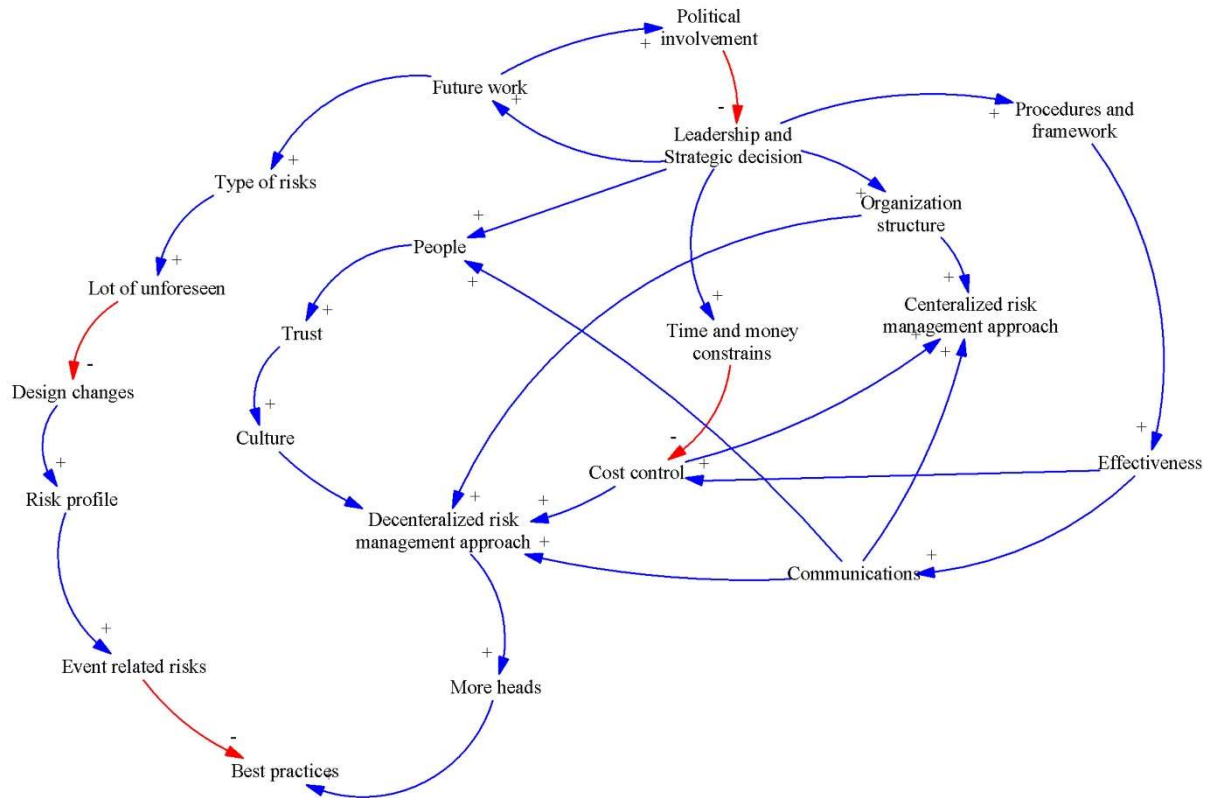 Political
involvement
Future work
Procedures and
framework
Leadership and
Strategic decision
Type of risks
Organization
structure
People
Lot of unforeseen
Centeralized risk
management approach
Trust
Time and money
constrains
Design changes
Culture
Cost control
Effectiveness
Risk profile
Decenteralized risk
management approach
Communications
Event related risks
More heads
Best practices